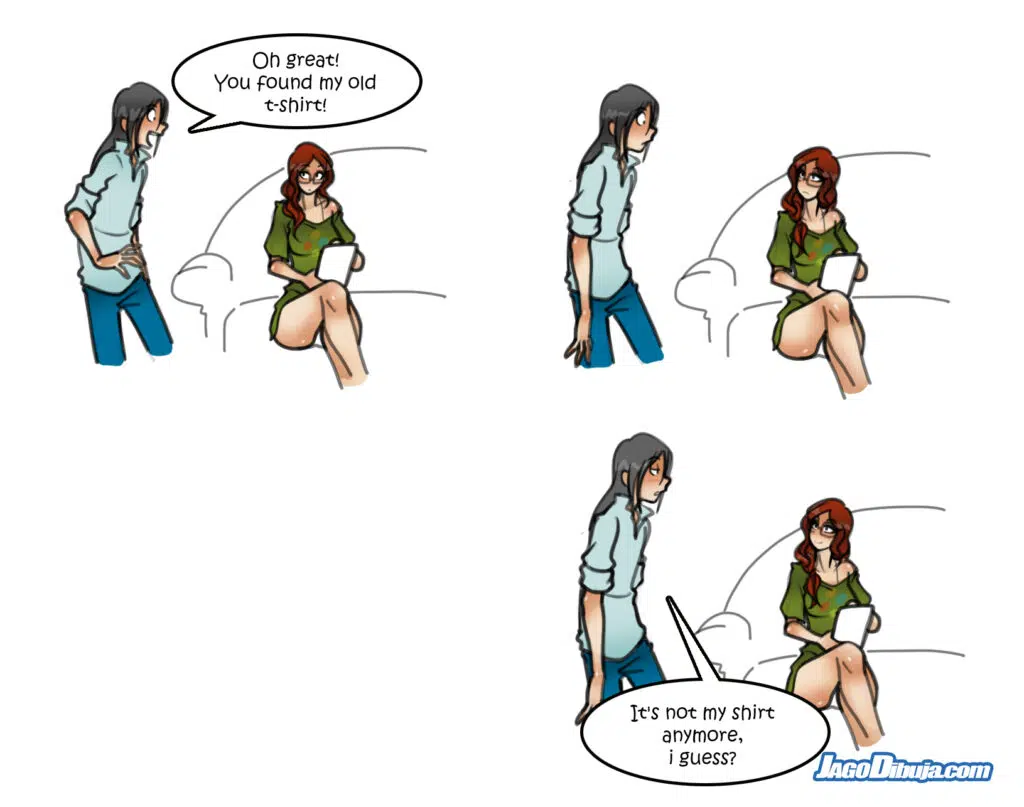 Oh great!
You found my old
t-shirt!
It's not my shirt
anymore,
i guess?
JAGODibuja.com